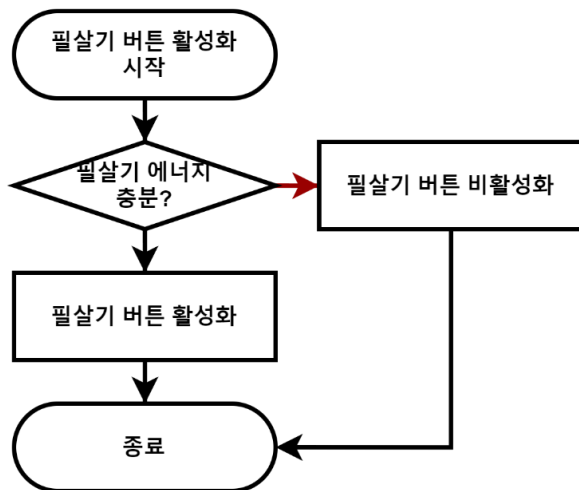 필살기 버튼 활성화
시작
필살기 에너지
충분?
필살기 버튼 비활성화
필살기 버튼 활성화
종료